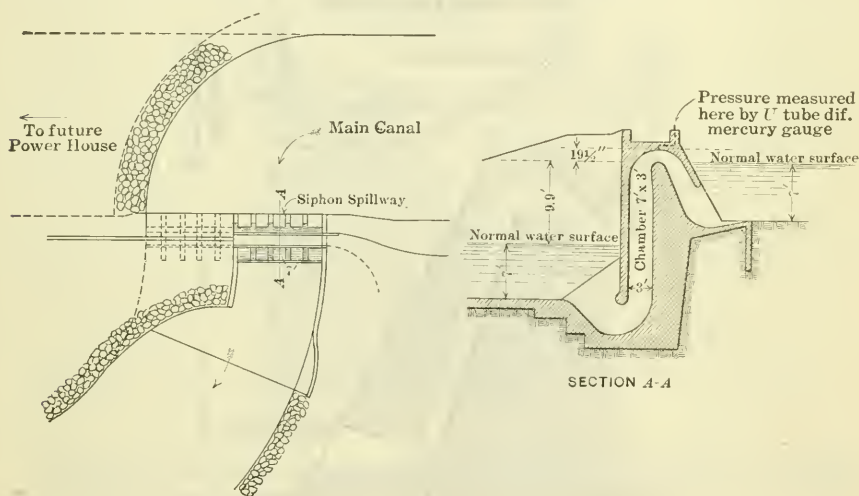 To future
Power House
Main Canal
Siphon Spillway
A
A
Pressure measured
here by U tube dif.
mercury gauge
19½"
Normal water surface
9.9'
Chamber 7' x 3'
Normal water surface
3'
SECTION A-A